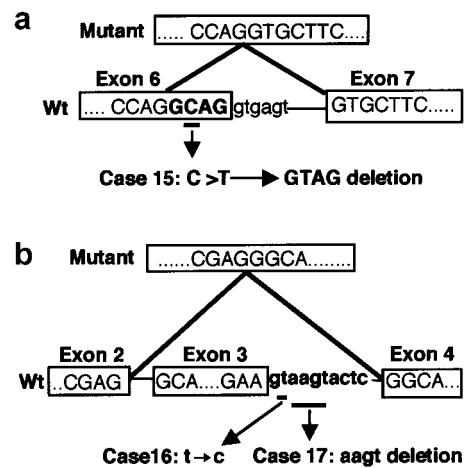 a
Mutant ..... CCAGGTGCTTC....
Exon 6 Exon 7
Wt .... CCAGGCAGgtgagt GTGCTTC.....
Case 15: C >T GTAG deletion
b
Mutant ......CGAGGGCA........
Exon 2 Exon 3 Exon 4
Wt ..CGAG GCA....GAA gtaagtactc GGCA...
Case16: t→c Case 17: aagt deletion